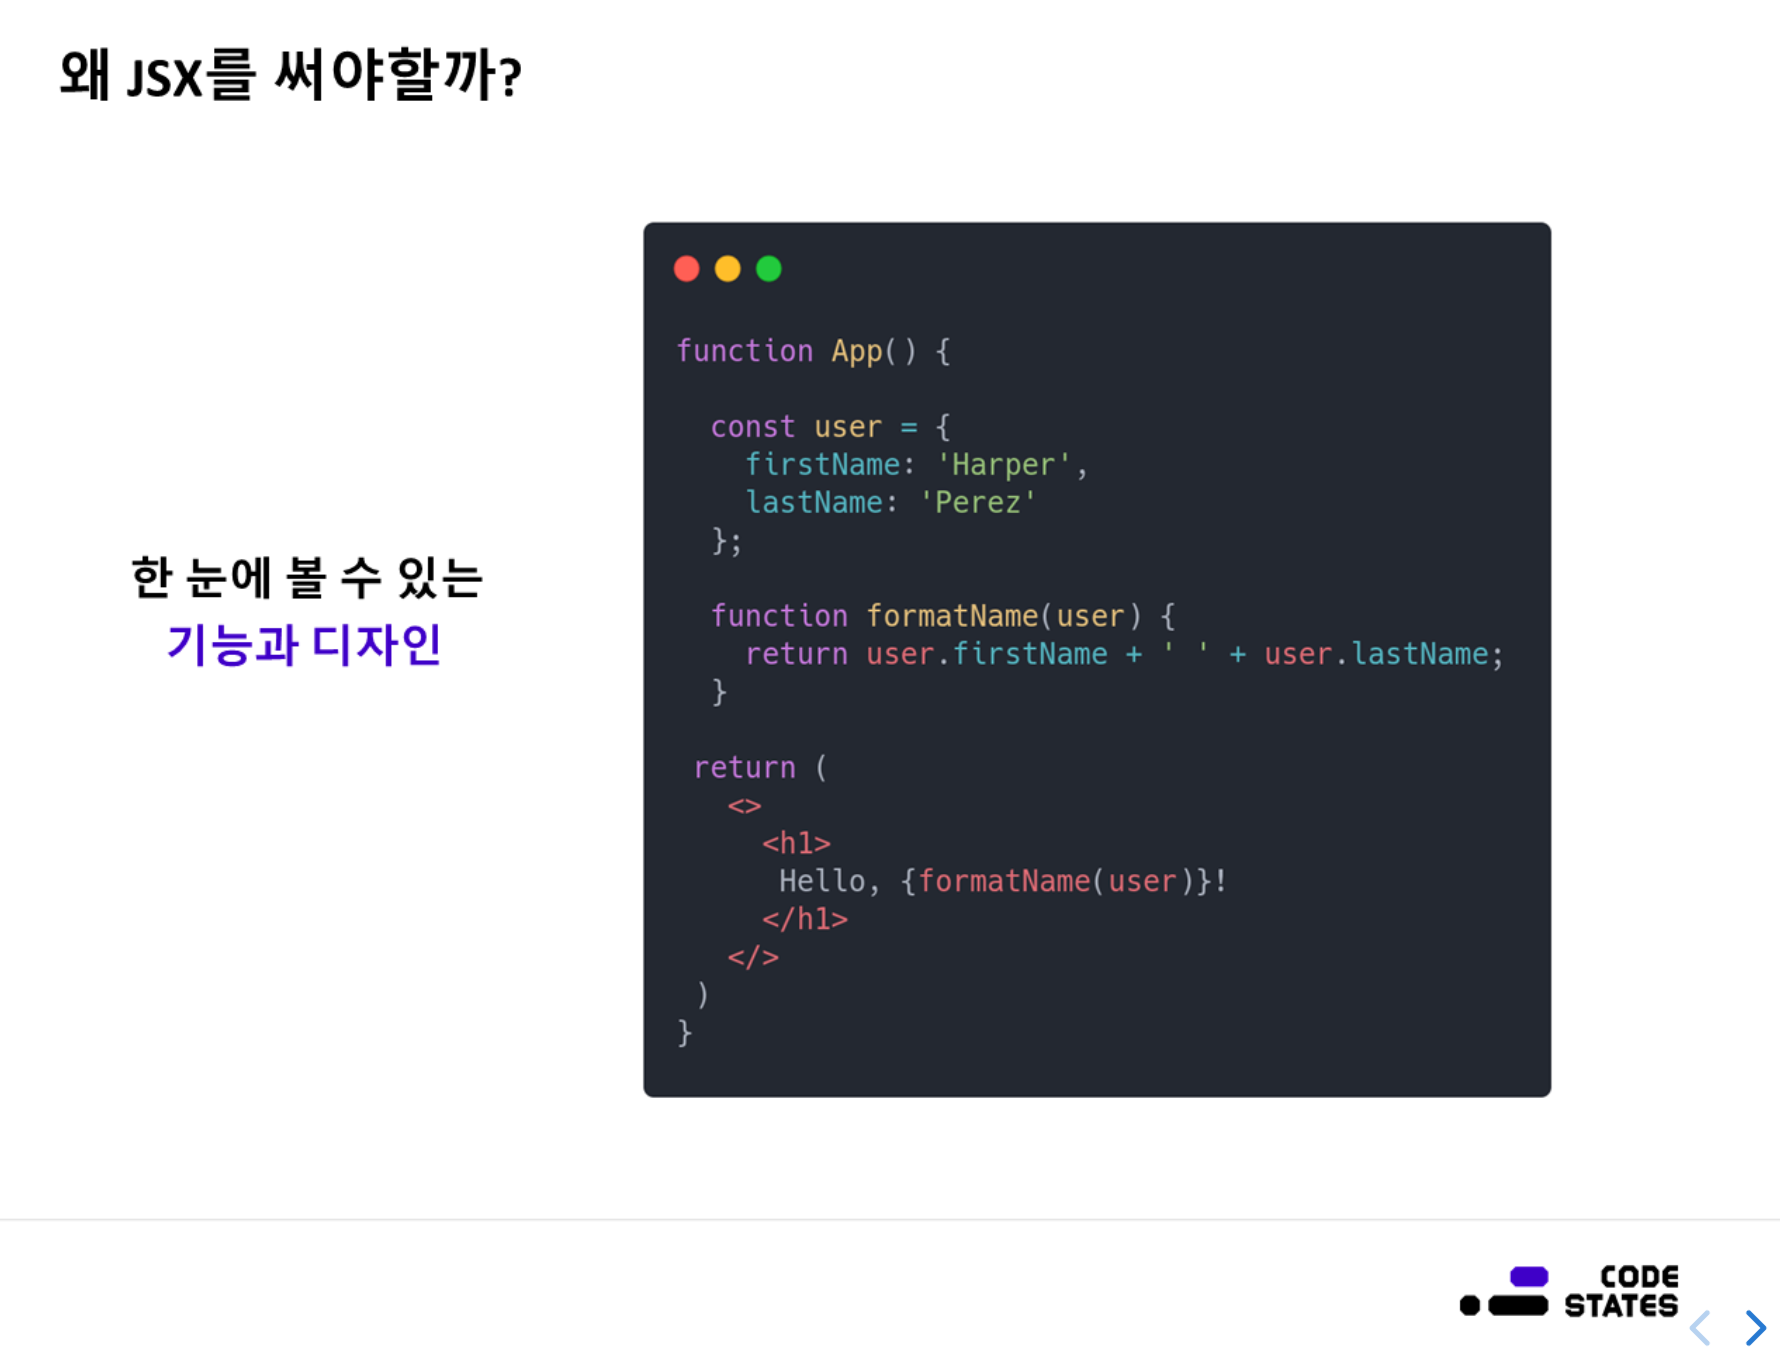 왜 JSX를 써야할까?
한 눈에 볼 수 있는
기능과 디자인
function App() {
const user = {
firstName: 'Harper',
lastName: 'Perez'
};
function formatName(user) {
return user.firstName + ' ' + user.lastName;
}
return (
<>
<h1>
Hello, {formatName(user)}!
</h1>
</>
)
}
CODE
STATES